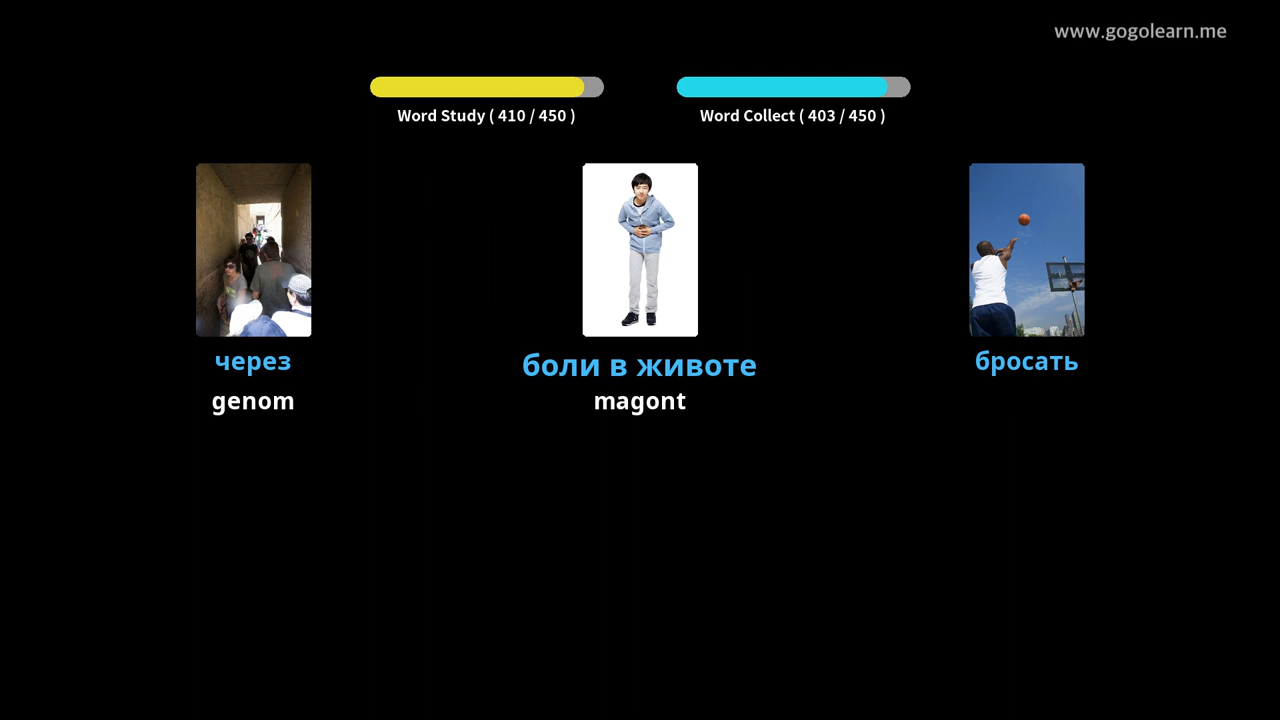 www.gogolearn.me
Word Study ( 410 / 450 )
Word Collect ( 403 / 450 )
через
боли в животе
бросать
genom
magont